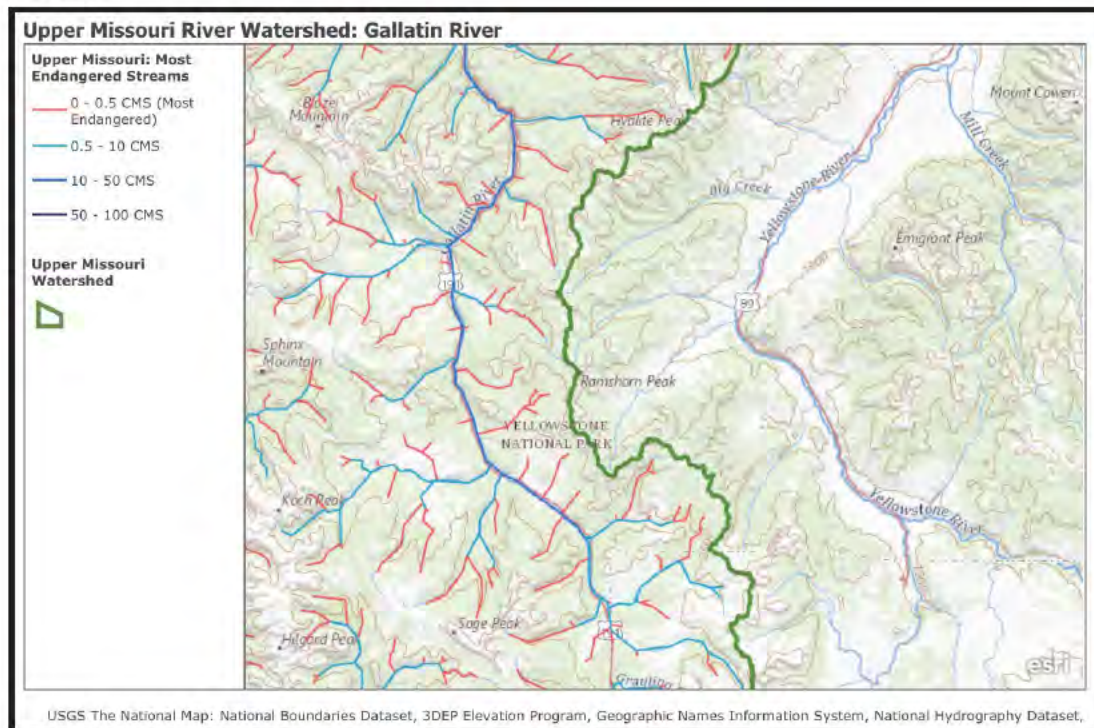 Upper Missouri River Watershed: Gallatin River
Upper Missouri: Most
Endangered Streams
0 - 0.5 CMS (Most
Endangered)
0.5 - 10 CMS
10 - 50 CMS
50 - 100 CMS
Upper Missouri
Watershed
Mount Cowen
Mountain
Hyalite Peak
Mill Creek
Yellowstone River
Big Creek
Gallatin River
Emigrant Peak
191
89
Sphinx
Mountain
Ramshorn Peak
YELLOWSTONE
NATIONAL PARK
Koch Peak
Yellowstone River
Sage Peak
Hilgard Peak
Grayling
esri
USGS The National Map: National Boundaries Dataset, 3DEP Elevation Program, Geographic Names Information System, National Hydrography Dataset,